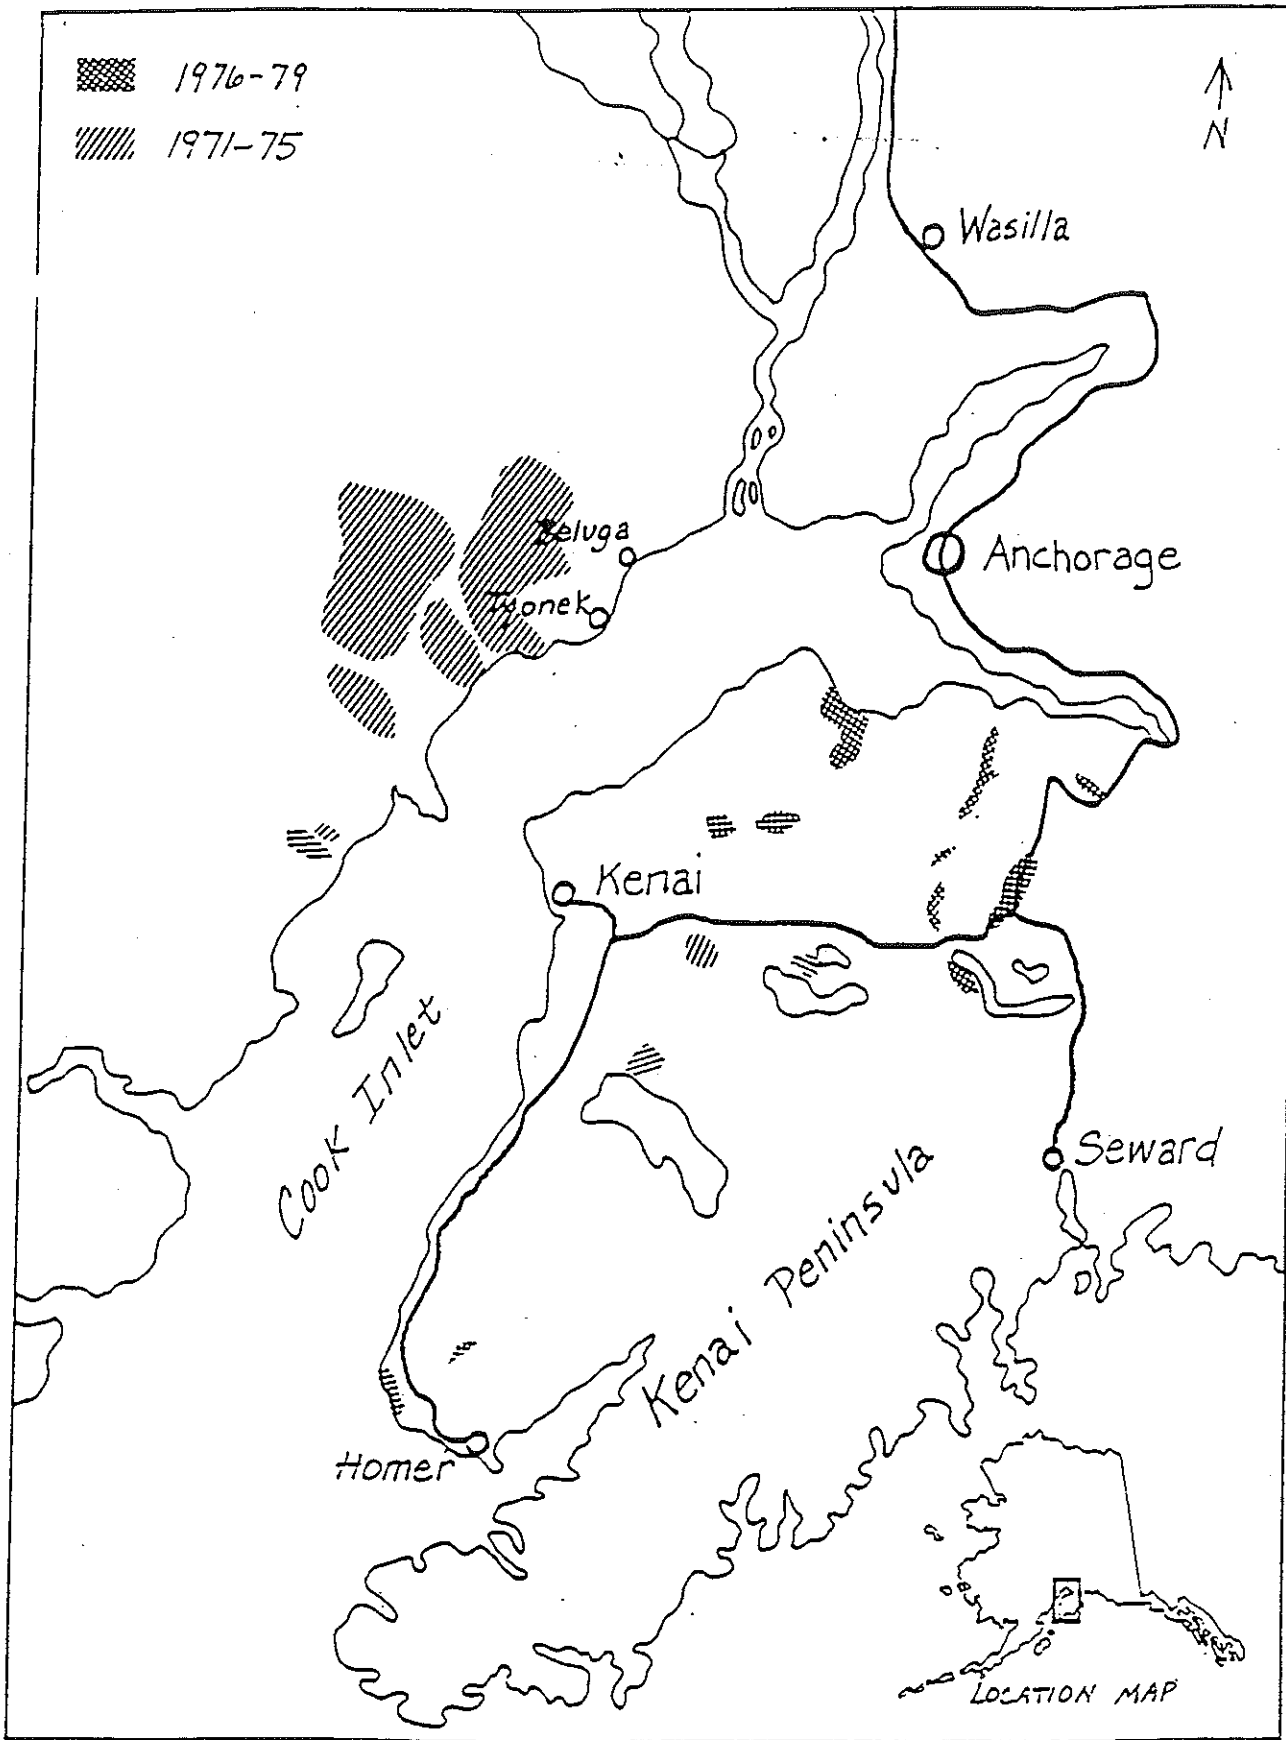 1976-79
1971-75
N
Wasilla
Beluga
Anchorage
Tyonek
Kenai
Cook Inlet
Seward
Kenai Peninsula
Homer
LOCATION MAP